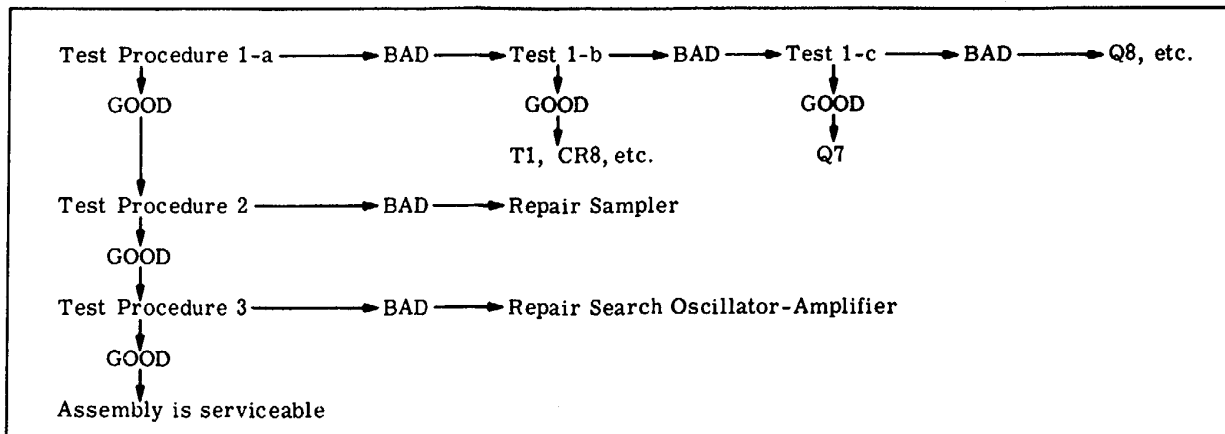 Test Procedure 1-a BAD Test 1-b BAD Test 1-c BAD Q8, etc.
GOOD GOOD GOOD
T1, CR8, etc. Q7
Test Procedure 2 BAD Repair Sampler
GOOD
Test Procedure 3 BAD Repair Search Oscillator-Amplifier
GOOD
Assembly is serviceable